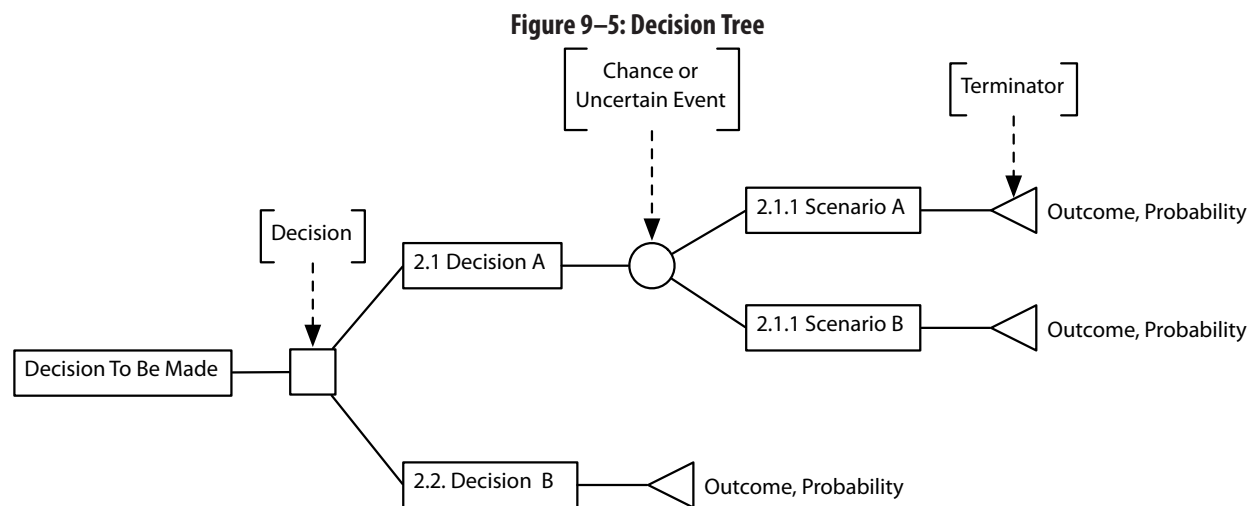 Figure 9–5: Decision Tree
Chance or
Uncertain Event
Terminator
2.1.1 Scenario A
Outcome, Probability
Decision
2.1 Decision A
2.1.1 Scenario B
Outcome, Probability
Decision To Be Made
2.2. Decision B
Outcome, Probability